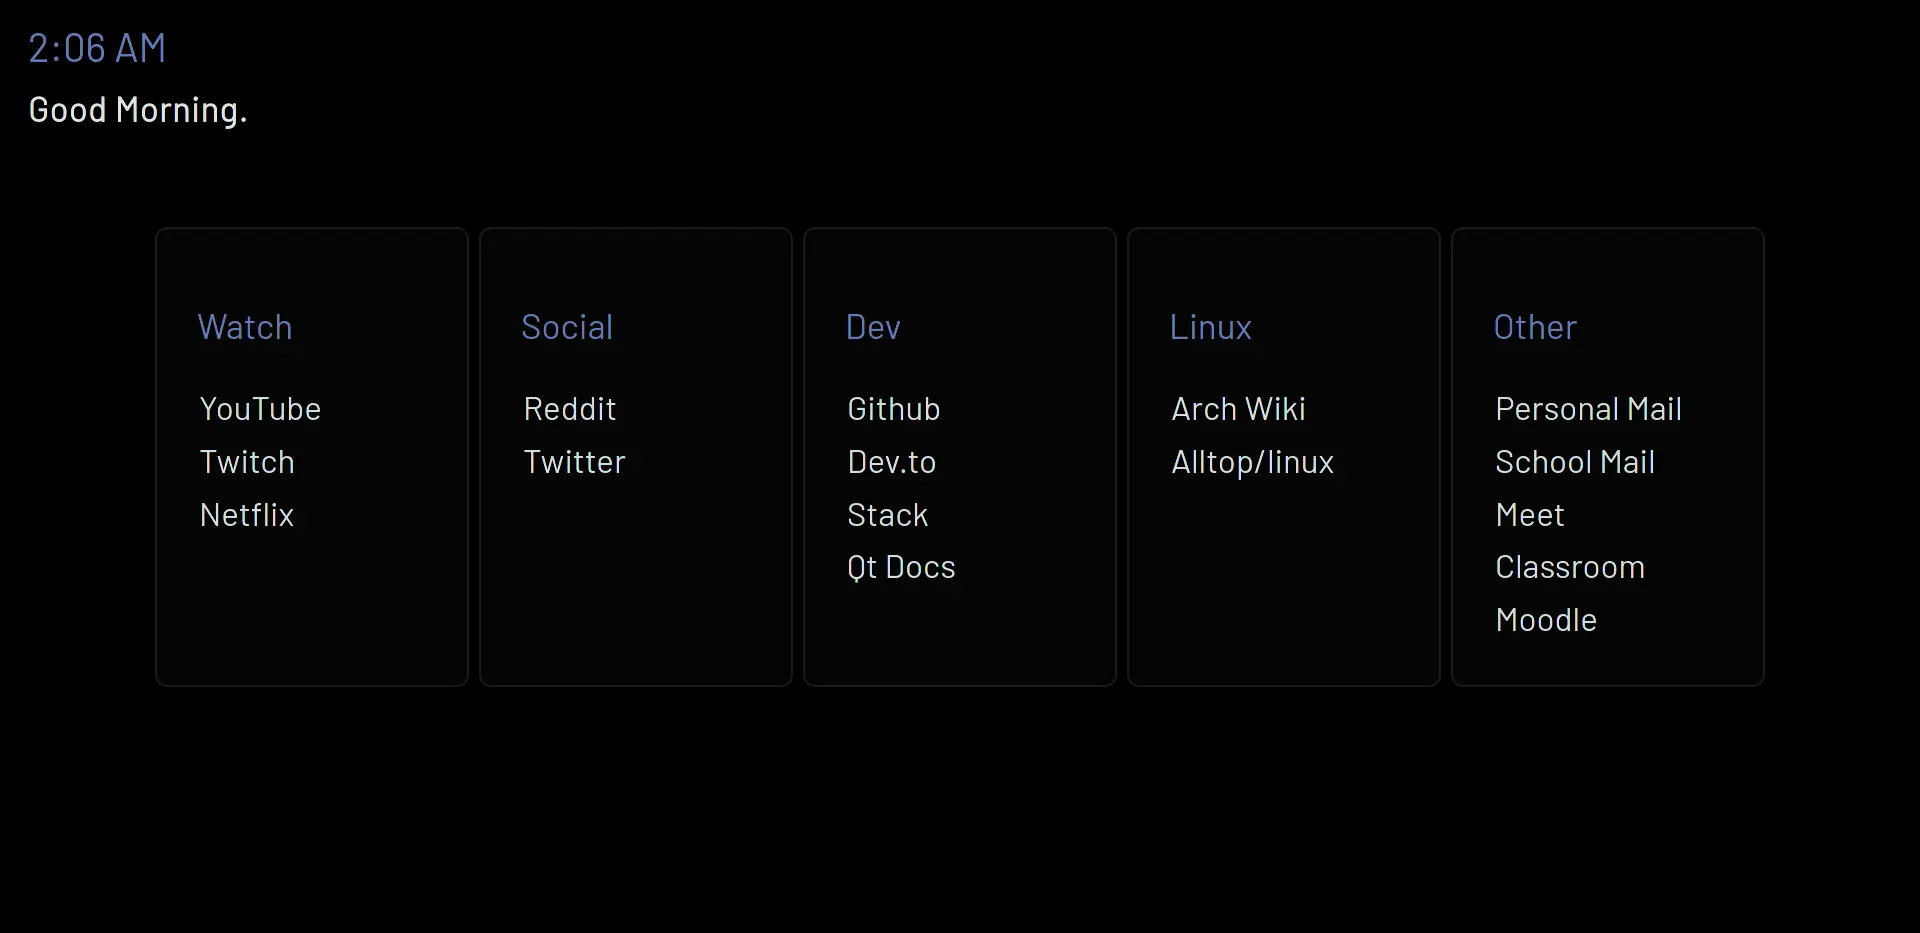 2:06 AM
Good Morning.
Watch
YouTube
Twitch
Netflix
Social
Reddit
Twitter
Dev
Github
Dev.to
Stack
Qt Docs
Linux
Arch Wiki
Alltop/linux
Other
Personal Mail
School Mail
Meet
Classroom
Moodle